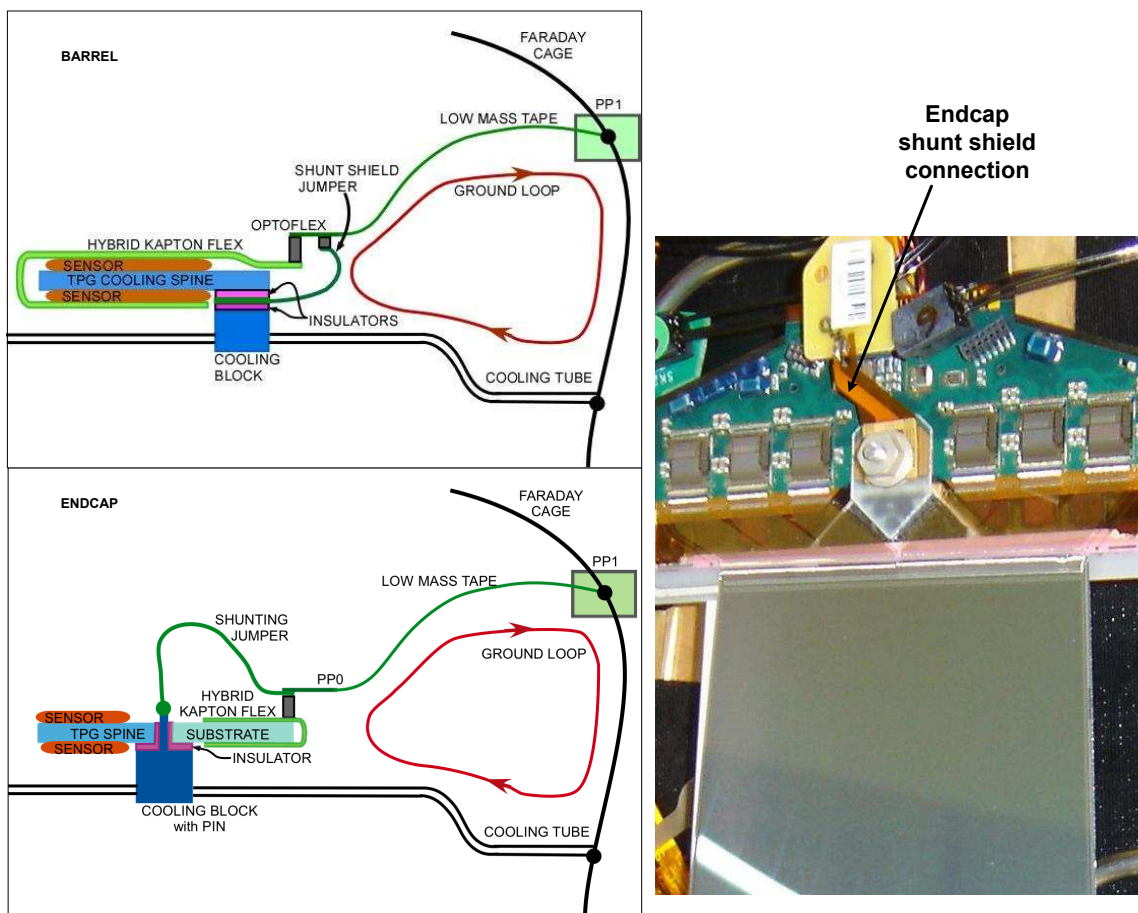 BARREL
FARADAY
CAGE
PP1
LOW MASS TAPE
SHUNT SHIELD
JUMPER
GROUND LOOP
OPTOFLEX
HYBRID KAPTON FLEX
SENSOR
TPG COOLING SPINE
SENSOR
INSULATORS
COOLING
BLOCK
COOLING TUBE
ENDCAP
FARADAY
CAGE
PP1
LOW MASS TAPE
SHUNTING
JUMPER
GROUND LOOP
PP0
HYBRID
KAPTON FLEX
SENSOR
TPG SPINE
SUBSTRATE
SENSOR
INSULATOR
COOLING BLOCK
with PIN
COOLING TUBE
Endcap
shunt shield
connection